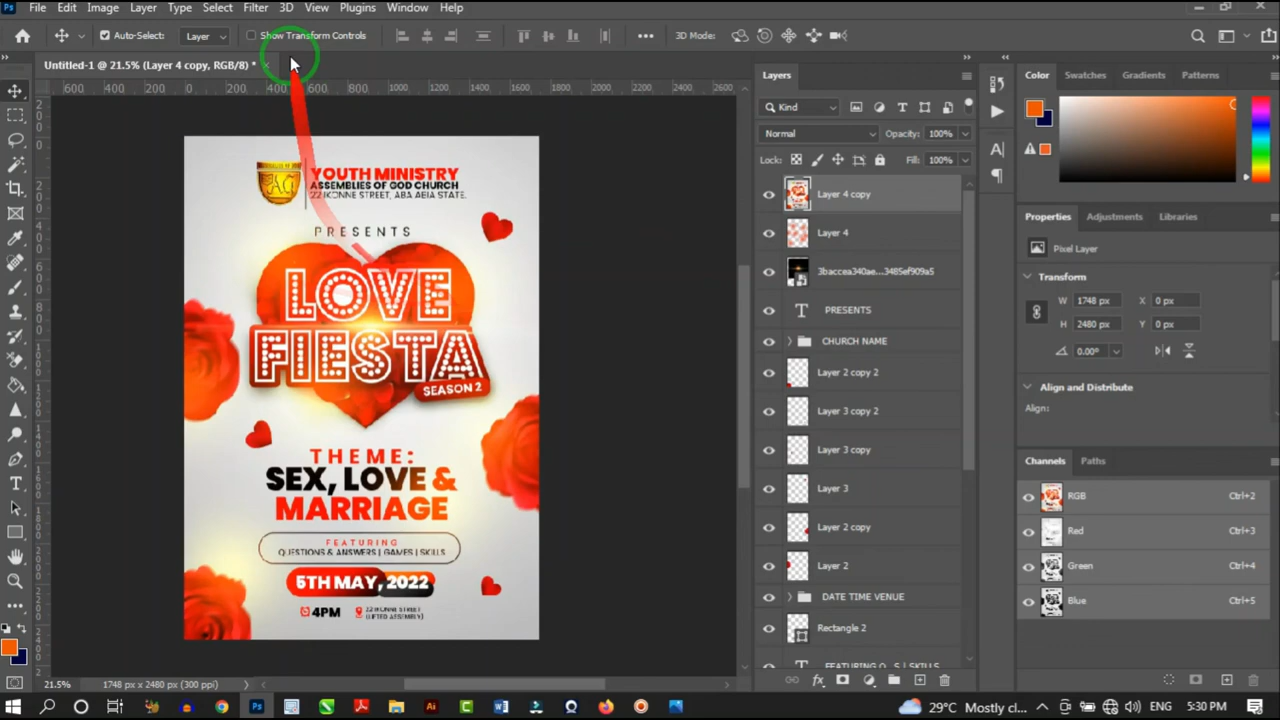 File Edit Image Layer Type Select Filter 3D View Plugins Window Help
Auto-Select: Layer Show Transform Controls 3D Mode:
Untitled-1 @ 21.5% (Layer 4 copy, RGB/8) *
600 200 0 200 400 600 800 1000 1200 1400 1600 1800 2000 2200 2400 2600
YOUTH MINISTRY
ASSEMBLIES OF GOD CHURCH
22 IKONNE STREET, ABA ABIA STATE.
PRESENTS
LOVE
FIESTA
SEASON 2
THEME:
SEX, LOVE &
MARRIAGE
FEATURING
QUESTIONS & ANSWERS | GAMES | SKILLS
5TH MAY, 2022
4PM
22 IKONNE STREET
(LIFTED ASSEMBLY)
21.5% 1748 px x 2480 px (300 ppi)
Layers
Kind
Normal Opacity: 100%
Lock: Fill: 100%
Layer 4 copy
Layer 4
3baccea340ae...3485ef909a5
PRESENTS
CHURCH NAME
Layer 2 copy 2
Layer 3 copy 2
Layer 3 copy
Layer 3
Layer 2 copy
Layer 2
DATE TIME VENUE
Rectangle 2
FEATURING Q...S | SKILLS
Color Swatches Gradients Patterns
Properties Adjustments Libraries
Pixel Layer
Transform
W 1748 px X 0 px
H 2480 px Y 0 px
0.00°
Align and Distribute
Align:
Channels Paths
RGB Ctrl+2
Red Ctrl+3
Green Ctrl+4
Blue Ctrl+5
29°C Mostly cl... ENG 5:30 PM